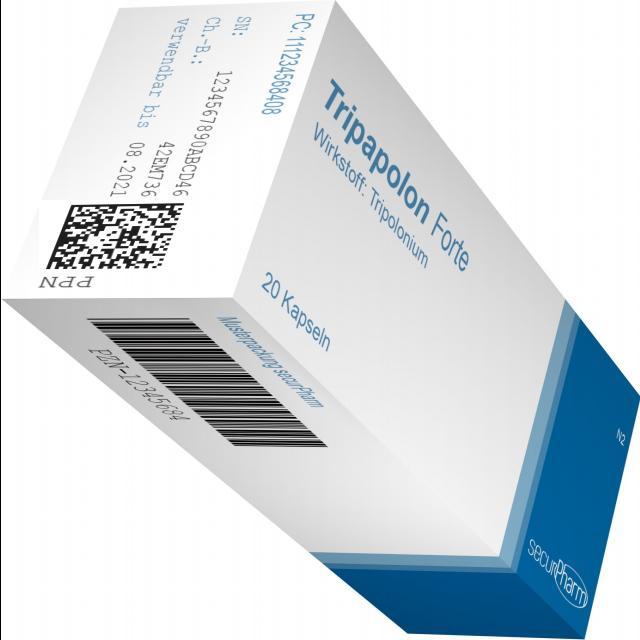 PC: 111234568408
SN: 1234567890ABCD46
Ch.-B.: 42EM736
verwendbar bis 08.2021
PPN
Tripapolon Forte
Wirkstoff: Tripolonium
20 Kapseln
Musterpackung securPharm
PZN-12345684
N2
securPharm